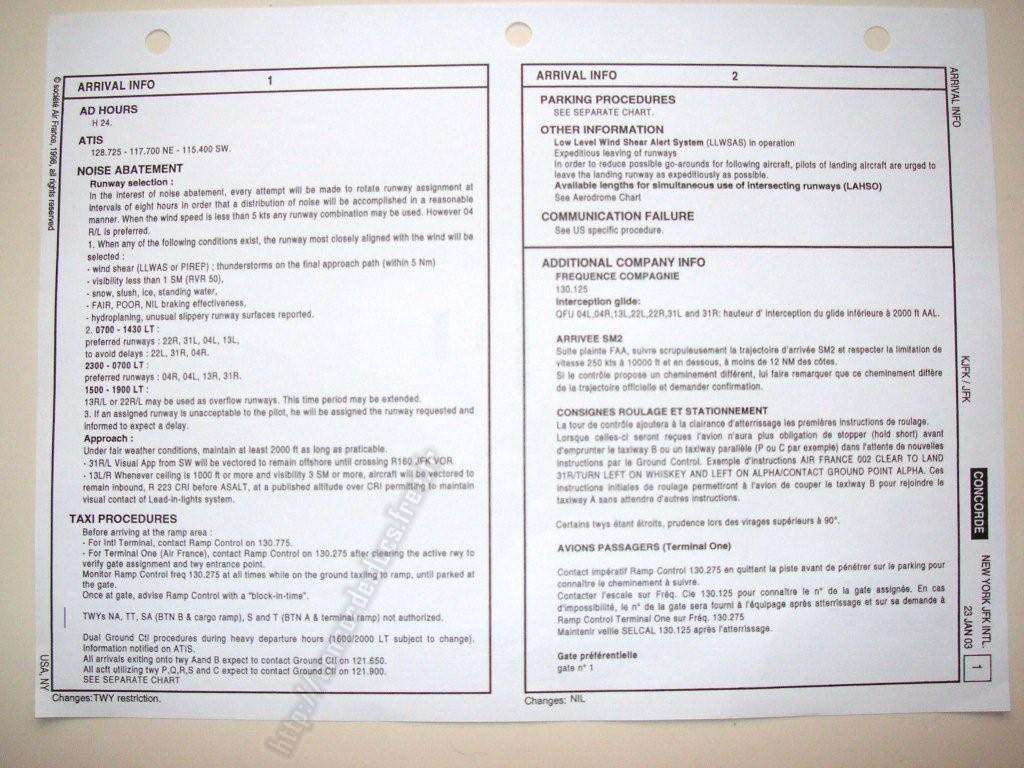 ARRIVAL INFO 1
AD HOURS
H 24.
ATIS
128.725 - 117.700 NE - 115.400 SW.
NOISE ABATEMENT
Runway selection :
In the interest of noise abatement, every attempt will be made to rotate runway assignment at
intervals of eight hours in order that a distribution of noise will be accomplished in a reasonable
manner. When the wind speed is less than 5 kts any runway combination may be used. However 04
R/L is preferred.
1. When any of the following conditions exist, the runway most closely aligned with the wind will be
selected :
- wind shear (LLWAS or PIREP) ; thunderstorms on the final approach path (within 5 Nm)
- visibility less than 1 SM (RVR 50),
- snow, slush, ice, standing water,
- FAIR, POOR, NIL braking effectiveness,
- hydroplaning, unusual slippery runway surfaces reported.
2. 0700 - 1430 LT :
preferred runways : 22R, 31L, 04L, 13L,
to avoid delays : 22L, 31R, 04R.
2300 - 0700 LT :
preferred runways : 04R, 04L, 13R, 31R.
1500 - 1900 LT :
13R/L or 22R/L may be used as overflow runways. This time period may be extended.
3. If an assigned runway is unacceptable to the pilot, he will be assigned the runway requested and
informed to expect a delay.
Approach :
Under fair weather conditions, maintain at least 2000 ft as long as praticable.
- 31R/L Visual App from SW will be vectored to remain offshore until crossing R160 JFK VOR.
- 13L/R Whenever ceiling is 1000 ft or more and visibility 3 SM or more, aircraft will be vectored to
remain inbound, R 223 CRI before ASALT, at a published altitude over CRI permitting to maintain
visual contact of Lead-in-lights system.
TAXI PROCEDURES
Before arriving at the ramp area :
- For Intl Terminal, contact Ramp Control on 130.775.
- For Terminal One (Air France), contact Ramp Control on 130.275 after clearing the active rwy to
verify gate assignment and twy entrance point.
Monitor Ramp Control freq 130.275 at all times while on the ground taxiing to ramp, until parked at
the gate.
Once at gate, advise Ramp Control with a "block-in-time".
TWYs NA, TT, SA (BTN B & cargo ramp), S and T (BTN A & terminal ramp) not authorized.
Dual Ground Ctl procedures during heavy departure hours (1600/2000 LT subject to change).
Information notified on ATIS.
All arrivals exiting onto twy Aand B expect to contact Ground Ctl on 121.650.
All acft utilizing twy P,Q,R,S and C expect to contact Ground Ctl on 121.900.
SEE SEPARATE CHART
Changes:TWY restriction.
© société Air France, 1998, all rights reserved
USA, NY
ARRIVAL INFO 2
PARKING PROCEDURES
SEE SEPARATE CHART.
OTHER INFORMATION
Low Level Wind Shear Alert System (LLWSAS) in operation
Expeditious leaving of runways
In order to reduce possible go-arounds for following aircraft, pilots of landing aircraft are urged to
leave the landing runway as expeditiously as possible.
Available lengths for simultaneous use of intersecting runways (LAHSO)
See Aerodrome Chart
COMMUNICATION FAILURE
See US specific procedure.
ADDITIONAL COMPANY INFO
FREQUENCE COMPAGNIE
130.125
Interception glide:
QFU 04L,04R,13L,22L,22R,31L and 31R: hauteur d' interception du glide inférieure à 2000 ft AAL.
ARRIVEE SM2
Suite plainte FAA, suivre scrupuleusement la trajectoire d'arrivée SM2 et respecter la limitation de
vitesse 250 kts à 10000 ft et en dessous, à moins de 12 NM des côtes.
Si le contrôle propose un cheminement différent, lui faire remarquer que ce cheminement diffère
de la trajectoire officielle et demander confirmation.
CONSIGNES ROULAGE ET STATIONNEMENT
La tour de contrôle ajoutera à la clairance d'atterrissage les premières instructions de roulage.
Lorsque celles-ci seront reçues l'avion n'aura plus obligation de stopper (hold short) avant
d'emprunter le taxiway B ou un taxiway parallèle (P ou C par exemple) dans l'attente de nouvelles
instructions par le Ground Control. Exemple d'instructions AIR FRANCE 002 CLEAR TO LAND
31R/TURN LEFT ON WHISKEY AND LEFT ON ALPHA/CONTACT GROUND POINT ALPHA. Ces
instructions initiales de roulage permettront à l'avion de couper le taxiway B pour rejoindre le
taxiway A sans attendre d'autres instructions.
Certains twys étant étroits, prudence lors des virages supérieurs à 90°.
AVIONS PASSAGERS (Terminal One)
Contact impératif Ramp Control 130.275 en quittant la piste avant de pénétrer sur le parking pour
connaître le cheminement à suivre.
Contacter l'escale sur Fréq. Cie 130.125 pour connaître le n° de la gate assignée. En cas
d'impossibilité, le n° de la gate sera fourni à l'équipage après atterrissage et sur sa demande à
Ramp Control Terminal One sur Fréq. 130.275
Maintenir veille SELCAL 130.125 après l'atterrissage.
Gate préférentielle
gate n° 1
Changes: NIL
ARRIVAL INFO
KJFK / JFK
CONCORDE
NEW YORK JFK INTL.
23 JAN 03
1